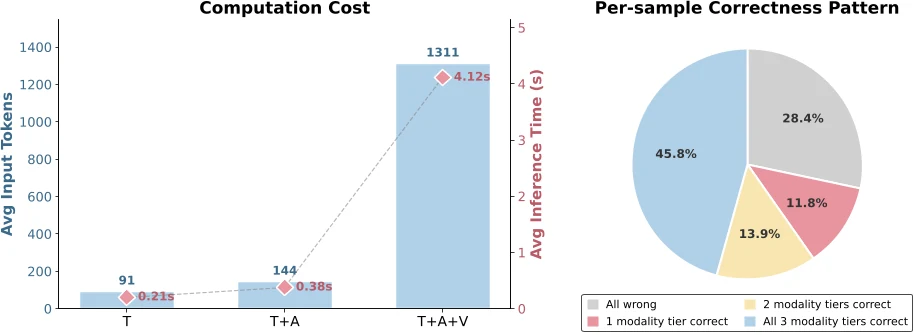 Computation Cost
Avg Input Tokens
1400
1200
1000
800
600
400
200
0
91
144
1311
0.21s
0.38s
4.12s
T
T+A
T+A+V
5
4
3
2
1
0
Avg Inference Time (s)
Per-sample Correctness Pattern
28.4%
45.8%
11.8%
13.9%
All wrong
1 modality tier correct
2 modality tiers correct
All 3 modality tiers correct